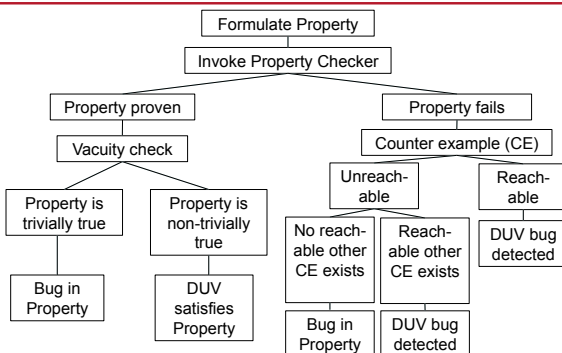 Formulate Property
Invoke Property Checker
Property proven
Property fails
Vacuity check
Counter example (CE)
Property is
trivially true
Property is
non-trivially
true
Unreach-
able
Reach-
able
No reach-
able other
CE exists
Reach-
able other
CE exists
DUV bug
detected
Bug in
Property
DUV
satisfies
Property
Bug in
Property
DUV bug
detected